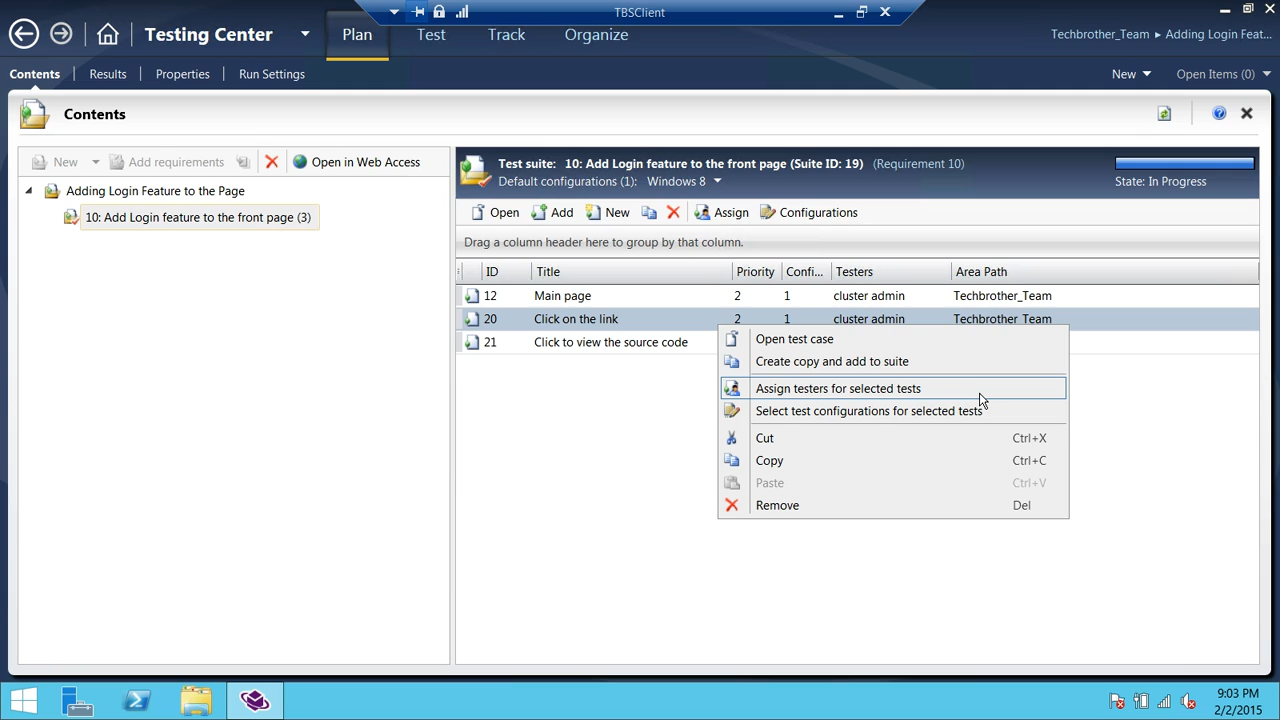 TBSClient
Testing Center
Plan
Test
Track
Organize
Techbrother_Team ▸ Adding Login Feat...
Contents
Results
Properties
Run Settings
New
Open Items (0)
Contents
New
Add requirements
Open in Web Access
Adding Login Feature to the Page
10: Add Login feature to the front page (3)
Test suite: 10: Add Login feature to the front page (Suite ID: 19) (Requirement 10)
Default configurations (1): Windows 8
State: In Progress
Open
Add
New
Assign
Configurations
Drag a column header here to group by that column.
ID Title Priority Confi... Testers Area Path
12 Main page 2 1 cluster admin Techbrother_Team
20 Click on the link 2 1 cluster admin Techbrother_Team
21 Click to view the source code
Open test case
Create copy and add to suite
Assign testers for selected tests
Select test configurations for selected tests
Cut Ctrl+X
Copy Ctrl+C
Paste Ctrl+V
Remove Del
9:03 PM
2/2/2015